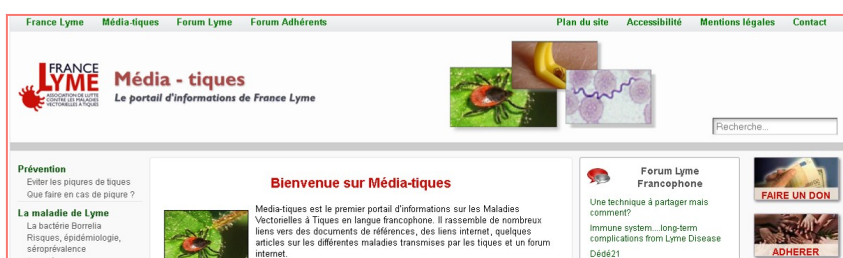 France Lyme Média-tiques Forum Lyme Forum Adhérents Plan du site Accessibilité Mentions légales Contact
FRANCE
LYME
ASSOCIATION DE LUTTE
CONTRE LES MALADIES
VECTORIELLES À TIQUES
Média - tiques
Le portail d'informations de France Lyme
Recherche...
Prévention
Eviter les piqures de tiques
Que faire en cas de piqure ?
La maladie de Lyme
La bactérie Borrelia
Risques, épidémiologie,
séroprévalence
Bienvenue sur Média-tiques
Media-tiques est le premier portail d'informations sur les Maladies
Vectorielles à Tiques en langue francophone. Il rassemble de nombreux
liens vers des documents de références, des liens internet, quelques
articles sur les différentes maladies transmises par les tiques et un forum
internet.
Forum Lyme
Francophone
Une technique à partager mais
comment?
Immune system....long-term
complications from Lyme Disease
Dédé21
FAIRE UN DON
ADHERER